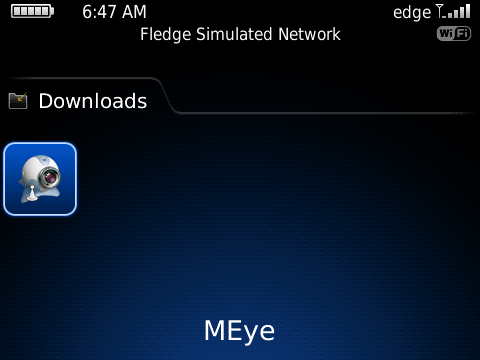 6:47 AM edge
Fledge Simulated Network
WiFi
Downloads
MEye